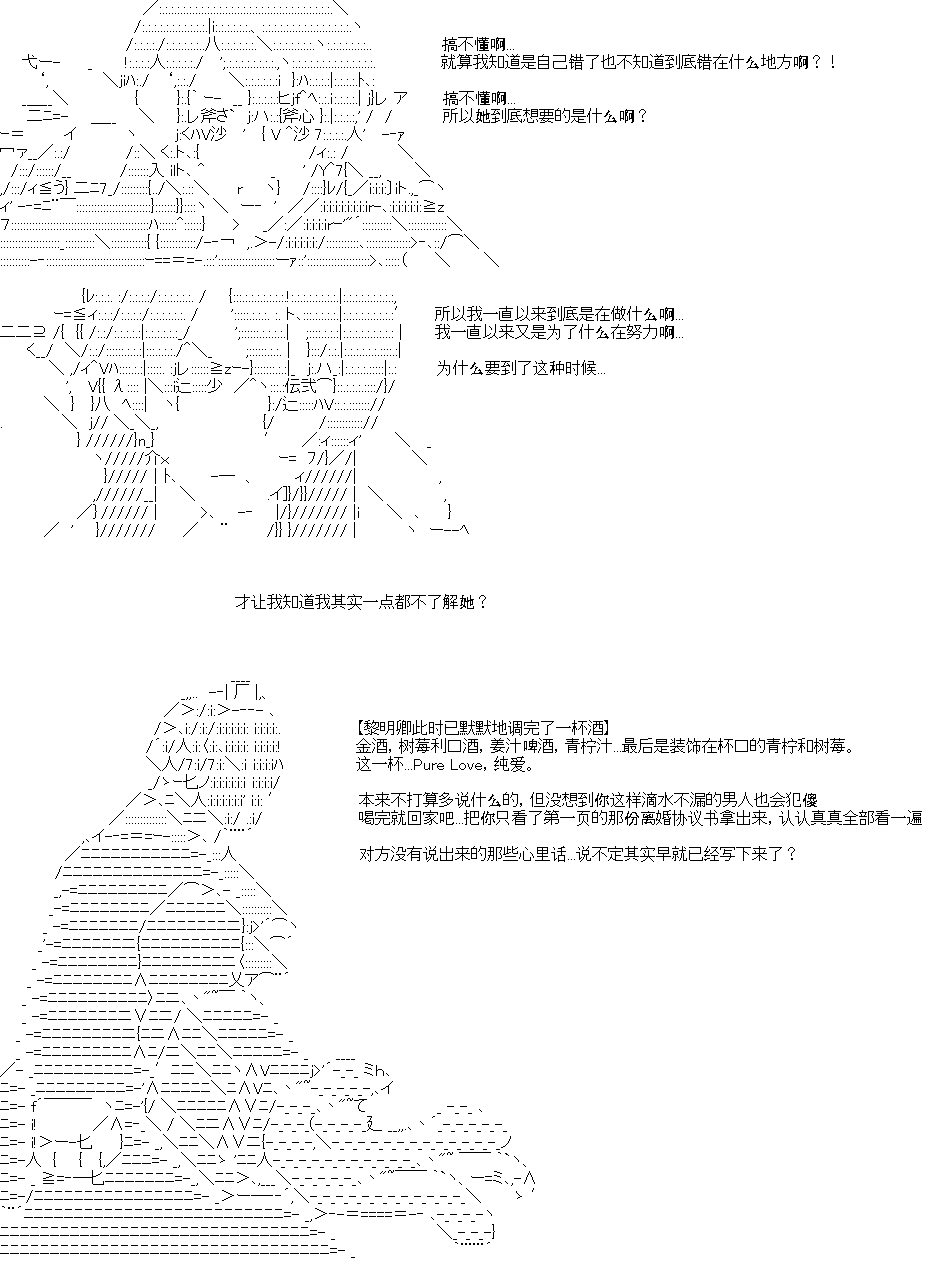 搞不懂啊...
就算我知道是自己错了也不知道到底错在什么地方啊？！
搞不懂啊...
所以她到底想要的是什么啊？
所以我一直以来到底是在做什么啊...
我一直以来又是为了什么在努力啊...
为什么要到了这种时候...
才让我知道我其实一点都不了解她？
【黎明卿此时已默默地调完了一杯酒】
金酒，树莓利口酒，姜汁啤酒，青柠汁...最后是装饰在杯口的青柠和树莓。
这一杯...Pure Love，纯爱。
本来不打算多说什么的，但没想到你这样滴水不漏的男人也会犯傻
喝完就回家吧...把你只看了第一页的那份离婚协议书拿出来，认认真真全部看一遍
对方没有说出来的那些心里话...说不定其实早就已经写下来了？